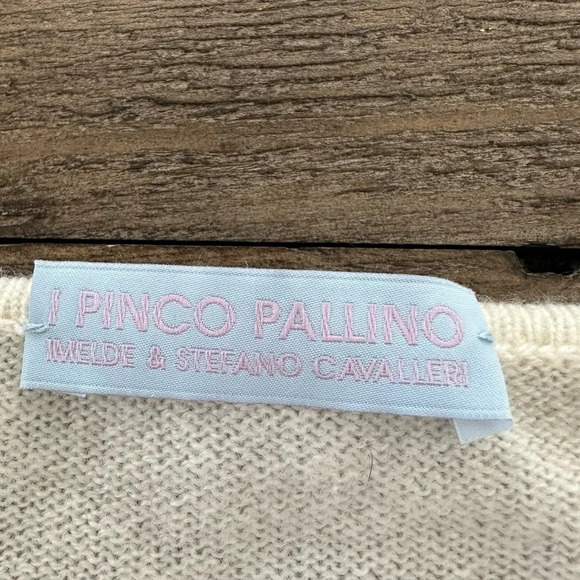 I PINCO PALLINO
IMELDE & STEFANO CAVALLERI